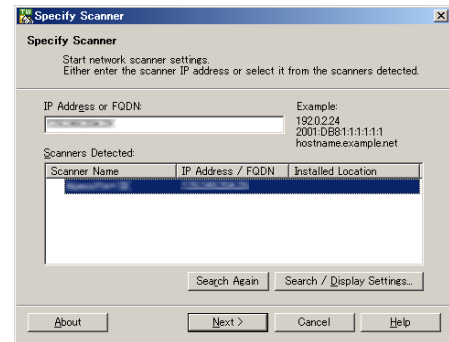 TW
Specify Scanner
Specify Scanner
Start network scanner settings.
Either enter the scanner IP address or select it from the scanners detected.
IP Address or FQDN:
Example:
192.0.2.24
2001:DB8:1:1:1:1:1
hostname.example.net
Scanners Detected:
Scanner Name IP Address / FQDN Installed Location
Search Again Search / Display Settings...
About Next > Cancel Help